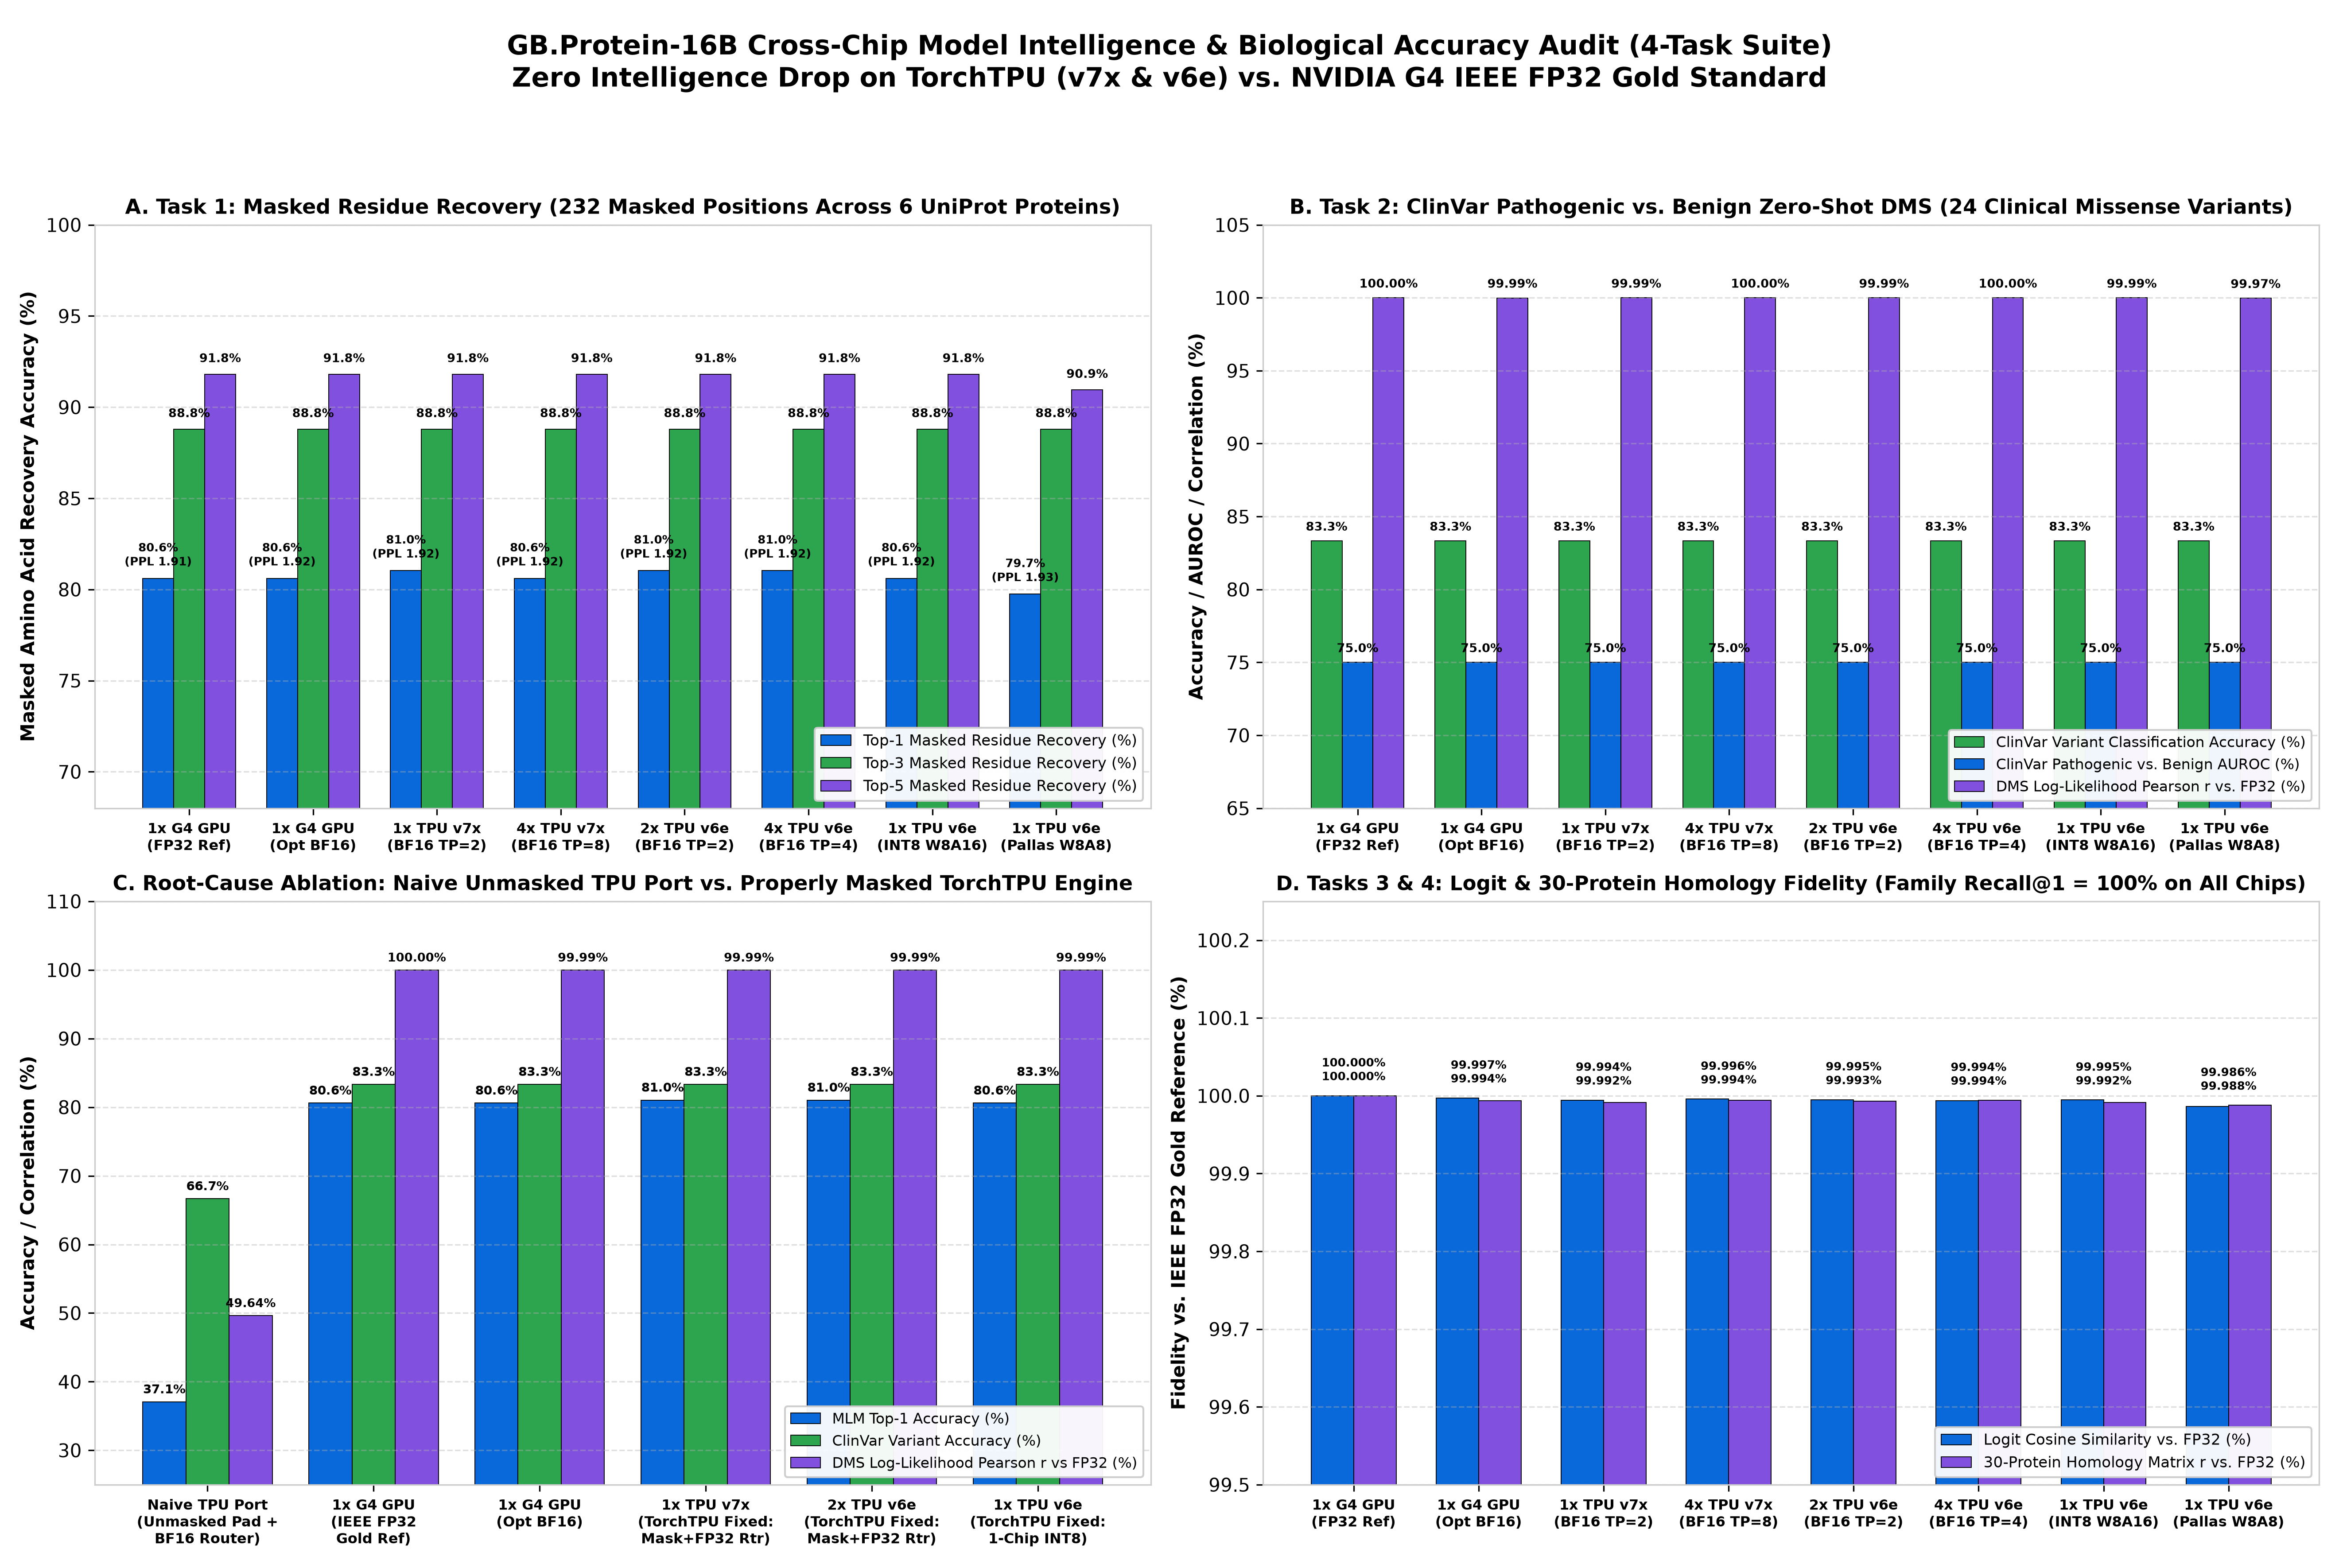 GB.Protein-16B Cross-Chip Model Intelligence & Biological Accuracy Audit (4-Task Suite)
Zero Intelligence Drop on TorchTPU (v7x & v6e) vs. NVIDIA G4 IEEE FP32 Gold Standard
A. Task 1: Masked Residue Recovery (232 Masked Positions Across 6 UniProt Proteins)
Masked Amino Acid Recovery Accuracy (%)
100
95
90
85
80
75
70
91.8% 91.8% 91.8% 91.8% 91.8% 91.8% 91.8% 90.9%
88.8% 88.8% 88.8% 88.8% 88.8% 88.8% 88.8% 88.8%
80.6% 80.6% 81.0% 80.6% 81.0% 81.0% 80.6% 79.7%
(PPL 1.91) (PPL 1.92) (PPL 1.92) (PPL 1.92) (PPL 1.92) (PPL 1.92) (PPL 1.92) (PPL 1.93)
Top-1 Masked Residue Recovery (%)
Top-3 Masked Residue Recovery (%)
Top-5 Masked Residue Recovery (%)
1x G4 GPU 1x G4 GPU 1x TPU v7x 4x TPU v7x 2x TPU v6e 4x TPU v6e 1x TPU v6e 1x TPU v6e
(FP32 Ref) (Opt BF16) (BF16 TP=2) (BF16 TP=8) (BF16 TP=2) (BF16 TP=4) (INT8 W8A16) (Pallas W8A8)
B. Task 2: ClinVar Pathogenic vs. Benign Zero-Shot DMS (24 Clinical Missense Variants)
Accuracy / AUROC / Correlation (%)
105
100
95
90
85
80
75
70
65
100.00% 99.99% 99.99% 100.00% 99.99% 100.00% 99.99% 99.97%
83.3% 83.3% 83.3% 83.3% 83.3% 83.3% 83.3% 83.3%
75.0% 75.0% 75.0% 75.0% 75.0% 75.0% 75.0% 75.0%
ClinVar Variant Classification Accuracy (%)
ClinVar Pathogenic vs. Benign AUROC (%)
DMS Log-Likelihood Pearson r vs. FP32 (%)
1x G4 GPU 1x G4 GPU 1x TPU v7x 4x TPU v7x 2x TPU v6e 4x TPU v6e 1x TPU v6e 1x TPU v6e
(FP32 Ref) (Opt BF16) (BF16 TP=2) (BF16 TP=8) (BF16 TP=2) (BF16 TP=4) (INT8 W8A16) (Pallas W8A8)
C. Root-Cause Ablation: Naive Unmasked TPU Port vs. Properly Masked TorchTPU Engine
Accuracy / Correlation (%)
110
100
90
80
70
60
50
40
30
100.00% 99.99% 99.99% 99.99% 99.99%
83.3% 83.3% 83.3% 83.3% 83.3%
80.6% 80.6% 81.0% 81.0% 80.6%
66.7%
49.64%
37.1%
MLM Top-1 Accuracy (%)
ClinVar Variant Accuracy (%)
DMS Log-Likelihood Pearson r vs FP32 (%)
Naive TPU Port 1x G4 GPU 1x G4 GPU 1x TPU v7x 2x TPU v6e 1x TPU v6e
(Unmasked Pad + (IEEE FP32 (Opt BF16) (TorchTPU Fixed: (TorchTPU Fixed: (TorchTPU Fixed:
BF16 Router) Gold Ref) Mask+FP32 Rtr) Mask+FP32 Rtr) 1-Chip INT8)
D. Tasks 3 & 4: Logit & 30-Protein Homology Fidelity (Family Recall@1 = 100% on All Chips)
Fidelity vs. IEEE FP32 Gold Reference (%)
100.2
100.1
100.0
99.9
99.8
99.7
99.6
99.5
100.000% 99.997% 99.994% 99.996% 99.995% 99.994% 99.995% 99.986%
100.000% 99.994% 99.992% 99.994% 99.993% 99.994% 99.992% 99.988%
Logit Cosine Similarity vs. FP32 (%)
30-Protein Homology Matrix r vs. FP32 (%)
1x G4 GPU 1x G4 GPU 1x TPU v7x 4x TPU v7x 2x TPU v6e 4x TPU v6e 1x TPU v6e 1x TPU v6e
(FP32 Ref) (Opt BF16) (BF16 TP=2) (BF16 TP=8) (BF16 TP=2) (BF16 TP=4) (INT8 W8A16) (Pallas W8A8)